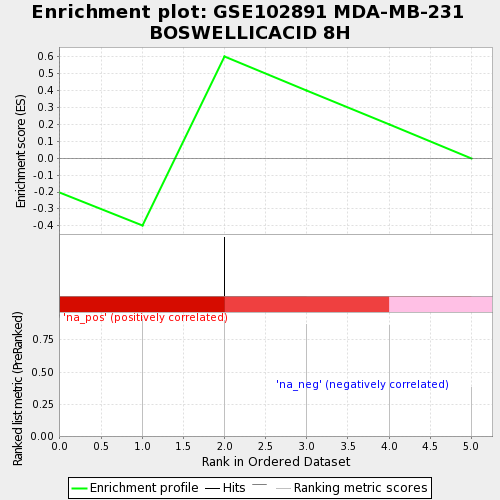 Enrichment plot: GSE102891 MDA-MB-231
BOSWELLICACID 8H
Enrichment score (ES)
0.6
0.5
0.4
0.3
0.2
0.1
0.0
-0.1
-0.2
-0.3
-0.4
'na_pos' (positively correlated)
Ranked list metric (PreRanked)
0.75
0.50
0.25
0.00
'na_neg' (negatively correlated)
0.0 0.5 1.0 1.5 2.0 2.5 3.0 3.5 4.0 4.5 5.0
Rank in Ordered Dataset
Enrichment profile Hits Ranking metric scores